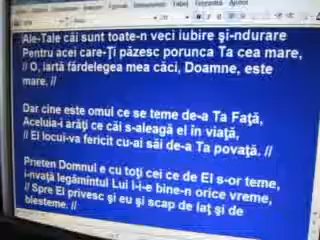 Ale-Tale căi sunt toate-n veci iubire şi-ndurare
Pentru acei care-Ţi păzesc porunca Ta cea mare,
// O, iartă fărdelegea mea căci, Doamne, este
mare. //
Dar cine este omul ce se teme de-a Ta Faţă,
Aceluia-i arăţi ce căi s-aleagă el în viaţă,
// El locui-va fericit cu-ai săi de-a Ta povaţă. //
Prieten Domnul e cu toţi cei ce de El s-or teme,
i-nvaţă legământul Lui l-i-e bine-n orice vreme,
// Spre El privesc şi eu şi scap de laţ şi de
blesteme. //